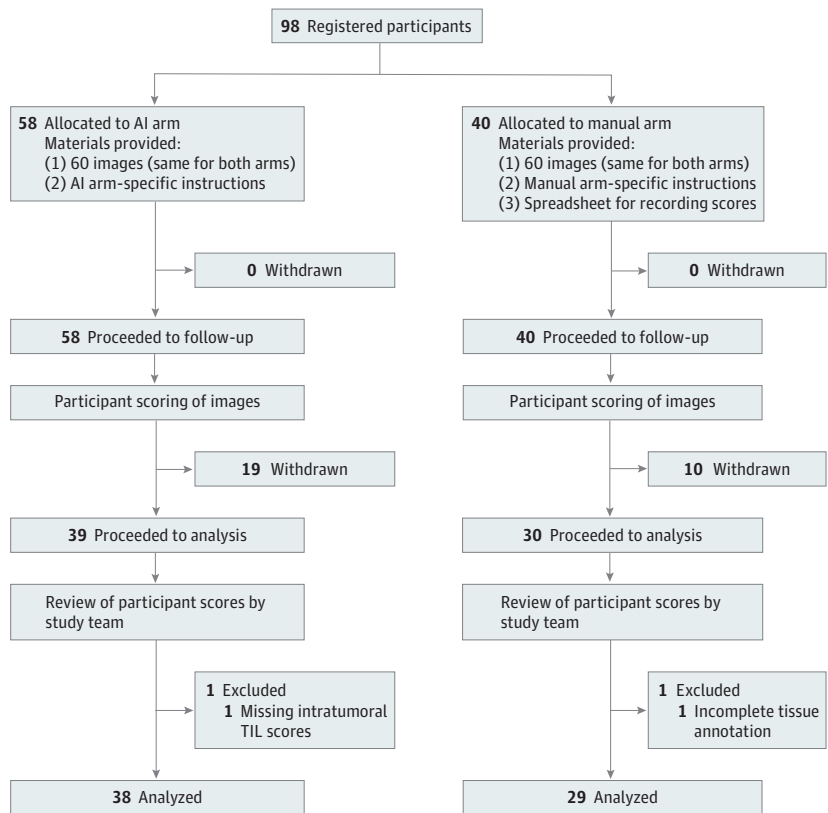 98 Registered participants
58 Allocated to AI arm
Materials provided:
(1) 60 images (same for both arms)
(2) AI arm-specific instructions
40 Allocated to manual arm
Materials provided:
(1) 60 images (same for both arms)
(2) Manual arm-specific instructions
(3) Spreadsheet for recording scores
0 Withdrawn
0 Withdrawn
58 Proceeded to follow-up
40 Proceeded to follow-up
Participant scoring of images
Participant scoring of images
19 Withdrawn
10 Withdrawn
39 Proceeded to analysis
30 Proceeded to analysis
Review of participant scores by
study team
Review of participant scores by
study team
1 Excluded
1 Missing intratumoral
TIL scores
1 Excluded
1 Incomplete tissue
annotation
38 Analyzed
29 Analyzed